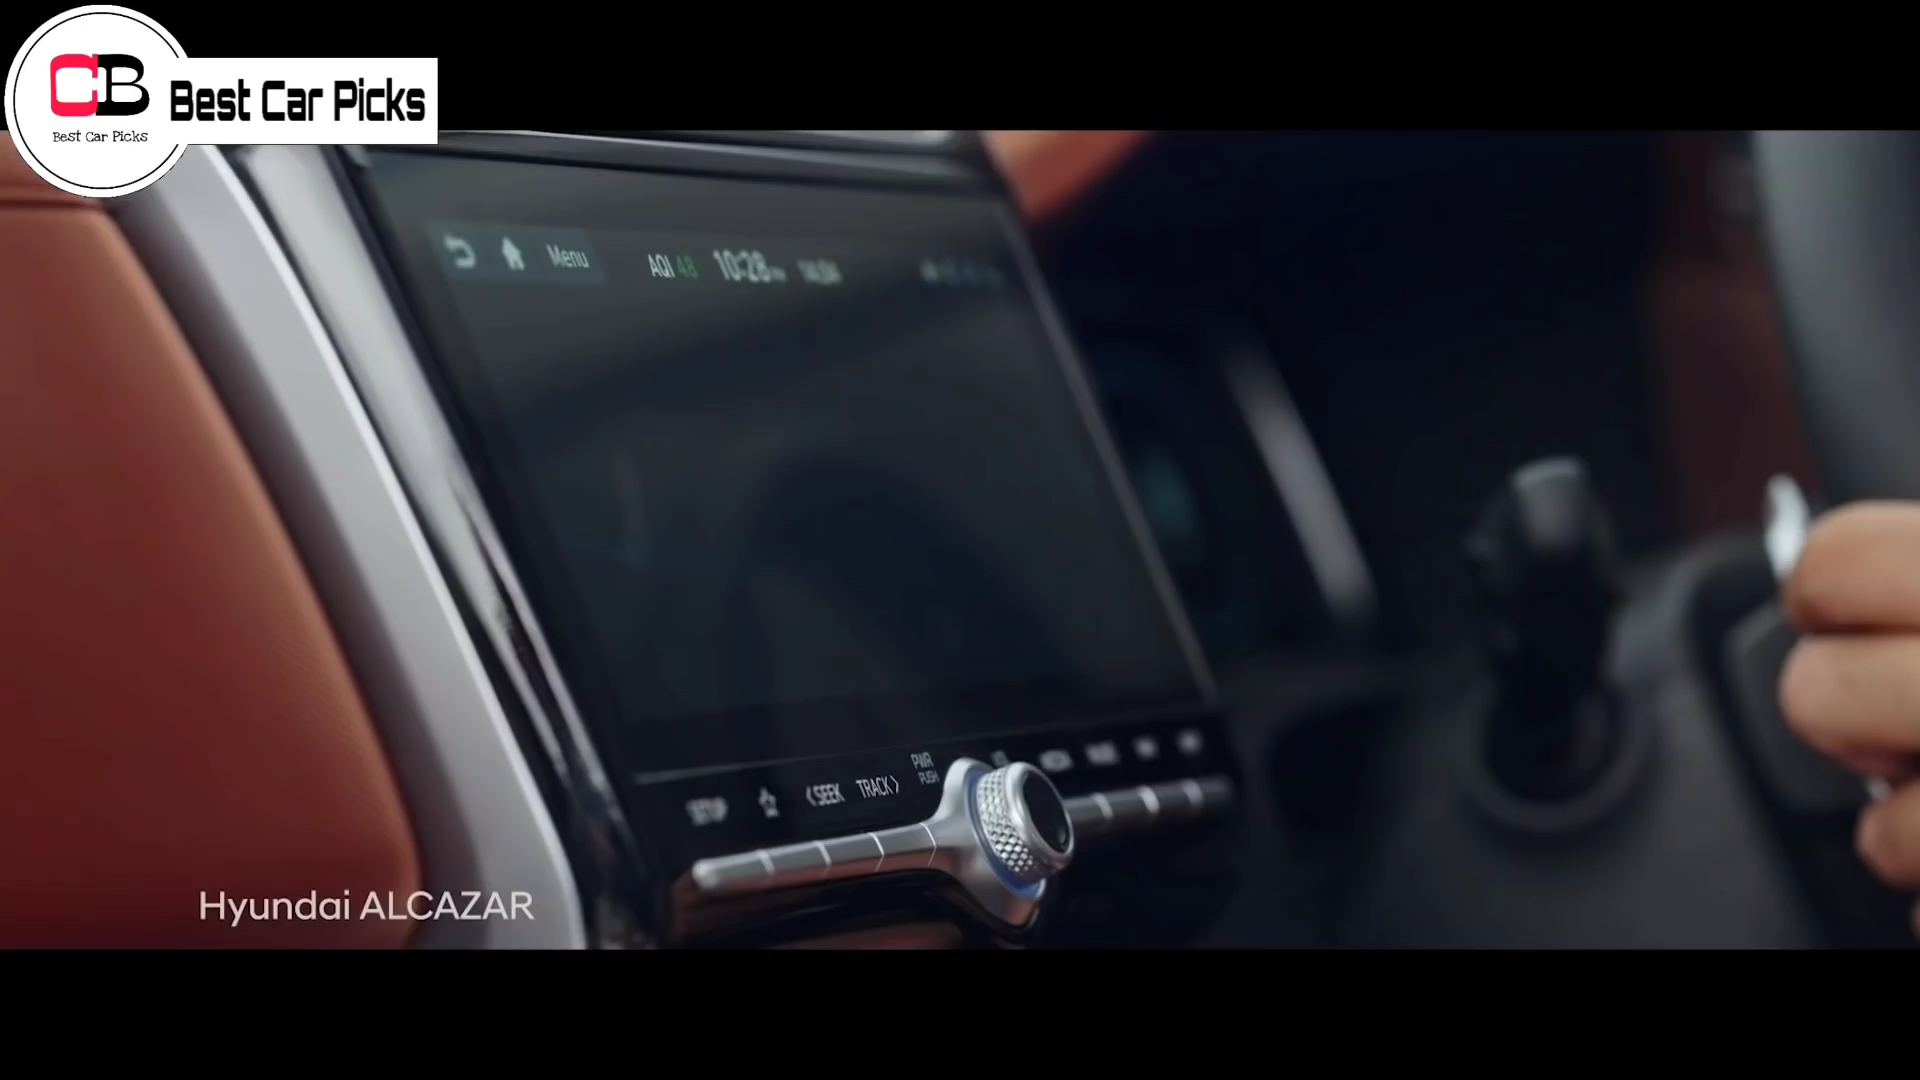 CB
Best Car Picks
Best Car Picks
Menu
AQI 48
10:28
SETUP
<SEEK
TRACK>
PWR
PUSH
Hyundai ALCAZAR